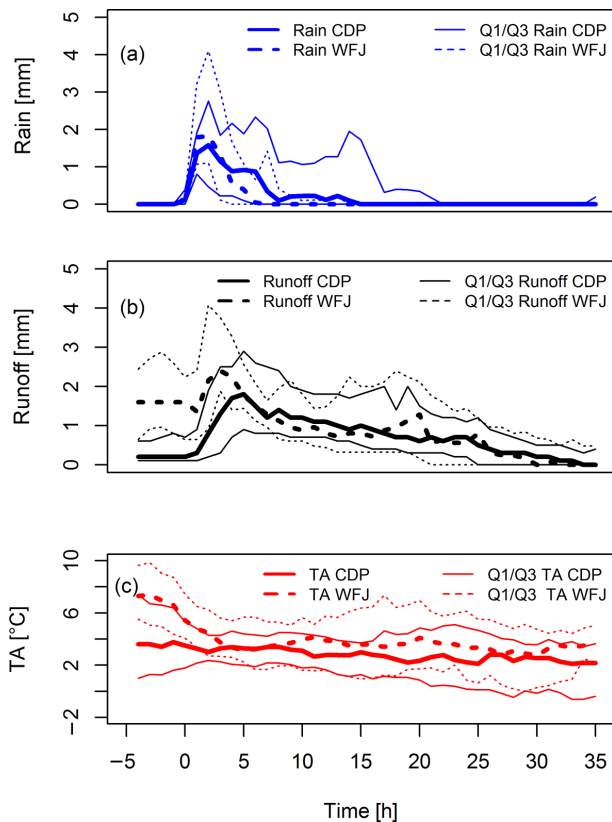 (a)
Rain CDP
Q1/Q3 Rain CDP
Rain WFJ
Q1/Q3 Rain WFJ
Rain [mm]
5
4
3
2
1
0
(b)
Runoff CDP
Q1/Q3 Runoff CDP
Runoff WFJ
Q1/Q3 Runoff WFJ
Runoff [mm]
5
4
3
2
1
0
(c)
TA CDP
Q1/Q3 TA CDP
TA WFJ
Q1/Q3 TA WFJ
TA [°C]
10
6
2
−2
−5 0 5 10 15 20 25 30 35
Time [h]